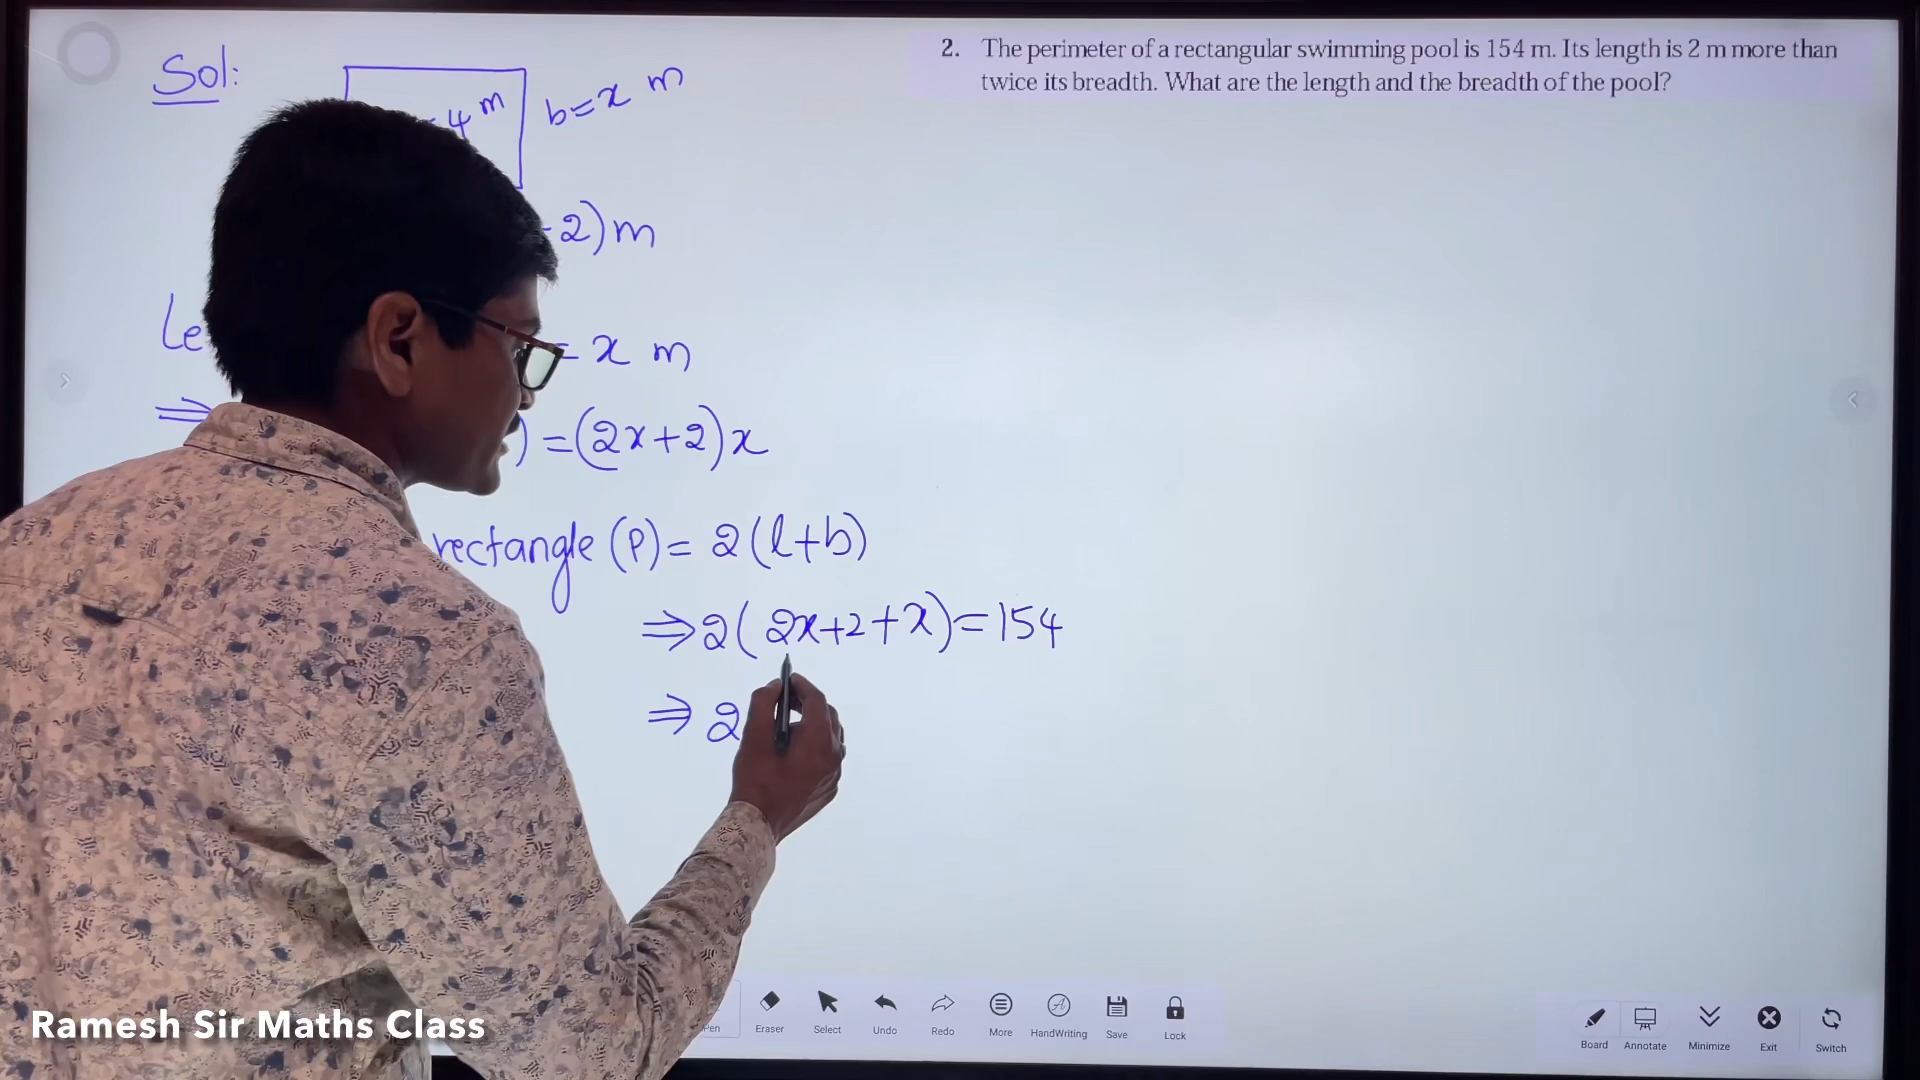 Sol:
4 m
b = x m
2) m
Le
= x m
⇒
) = (2x+2) x
rectangle (P) = 2(l+b)
⇒ 2(2x+2+x) = 154
⇒ 2
2. The perimeter of a rectangular swimming pool is 154 m. Its length is 2 m more than
twice its breadth. What are the length and the breadth of the pool?
Ramesh Sir Maths Class
Eraser Select Undo Redo More HandWriting Save Lock
Board Annotate Minimize Exit Switch